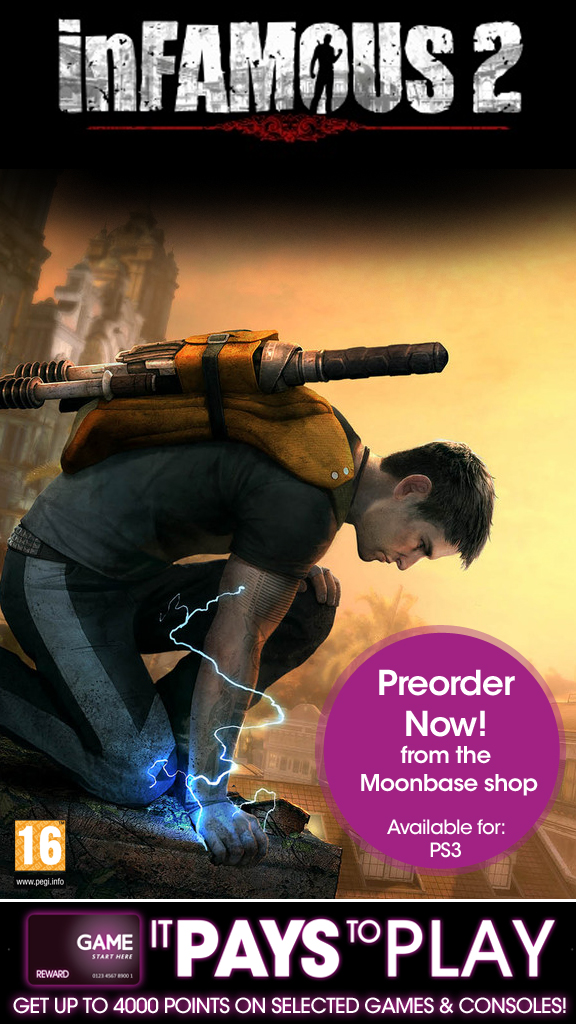 inFAMOUS 2
Preorder
Now!
from the
Moonbase shop
Available for:
PS3
16
www.pegi.info
GAME
START HERE
REWARD
0123 4567 8900 1
IT PAYS TO PLAY
GET UP TO 4000 POINTS ON SELECTED GAMES & CONSOLES!